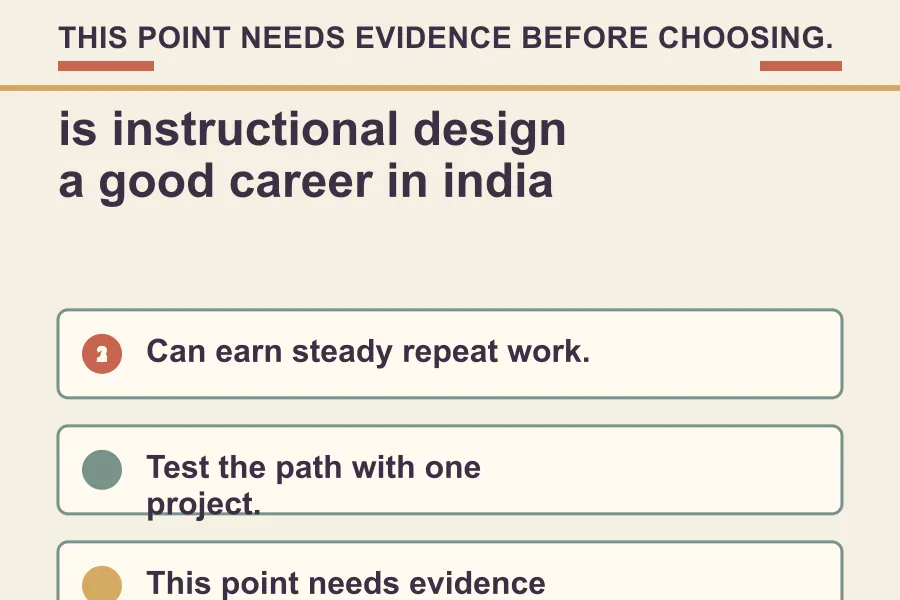 THIS POINT NEEDS EVIDENCE BEFORE CHOOSING.
is instructional design
a good career in india
Can earn steady repeat work.
Test the path with one
project.
This point needs evidence